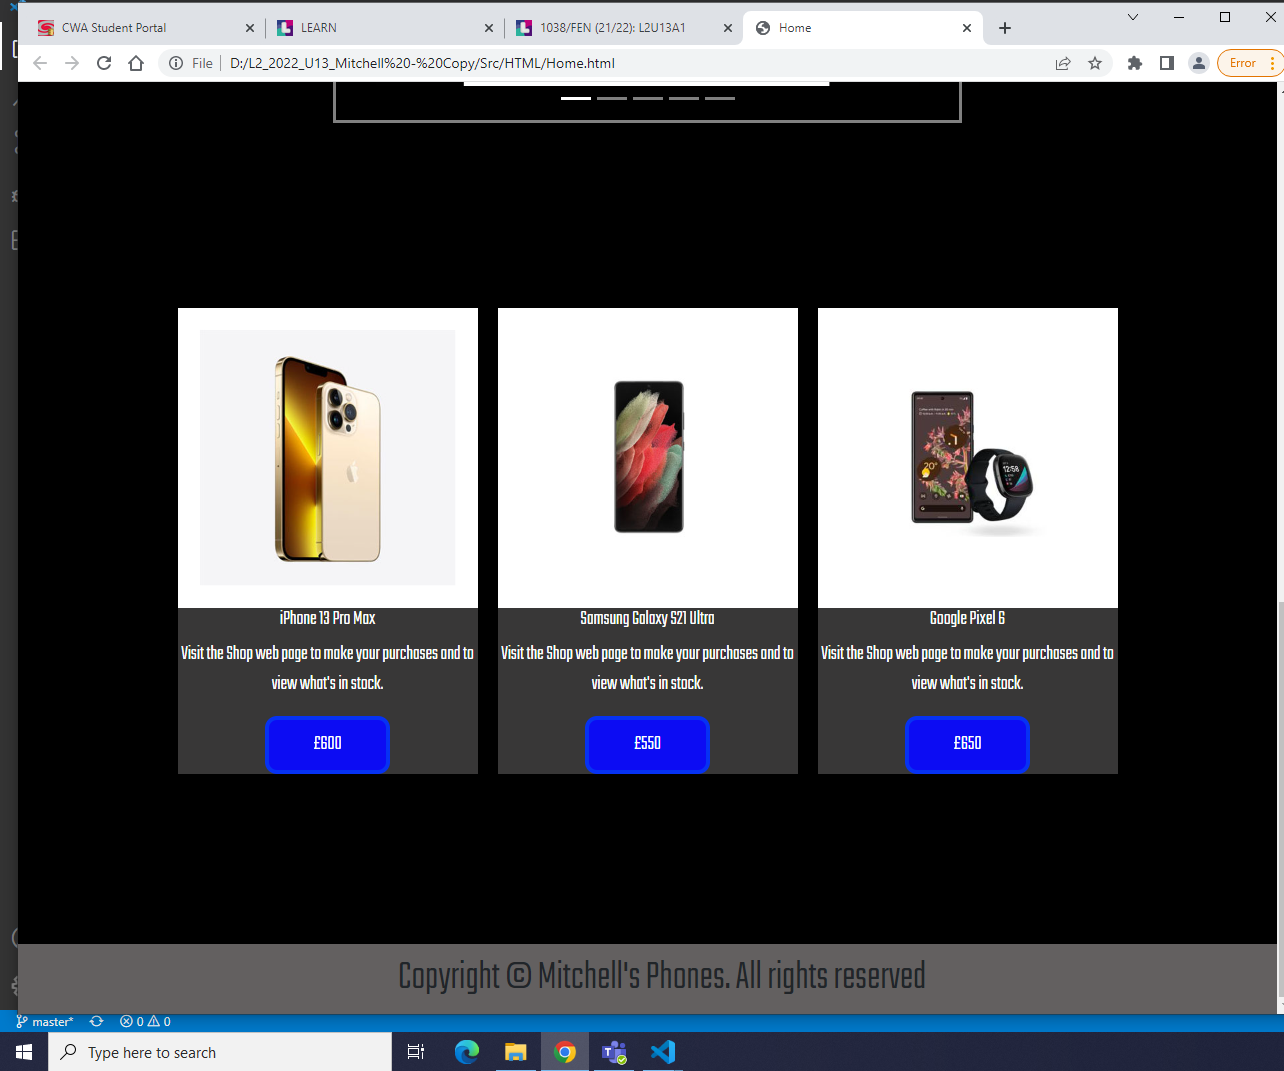 CWA Student Portal
LEARN
1038/FEN (21/22): L2U13A1
Home
File
D:/L2_2022_U13_Mitchell%20-%20Copy/Src/HTML/Home.html
Error
20°
12:58
iPhone 13 Pro Max
Visit the Shop web page to make your purchases and to
view what's in stock.
£600
Samsung Galaxy S21 Ultra
Visit the Shop web page to make your purchases and to
view what's in stock.
£550
Google Pixel 6
Visit the Shop web page to make your purchases and to
view what's in stock.
£650
Copyright © Mitchell's Phones. All rights reserved
master*
0
0
Type here to search